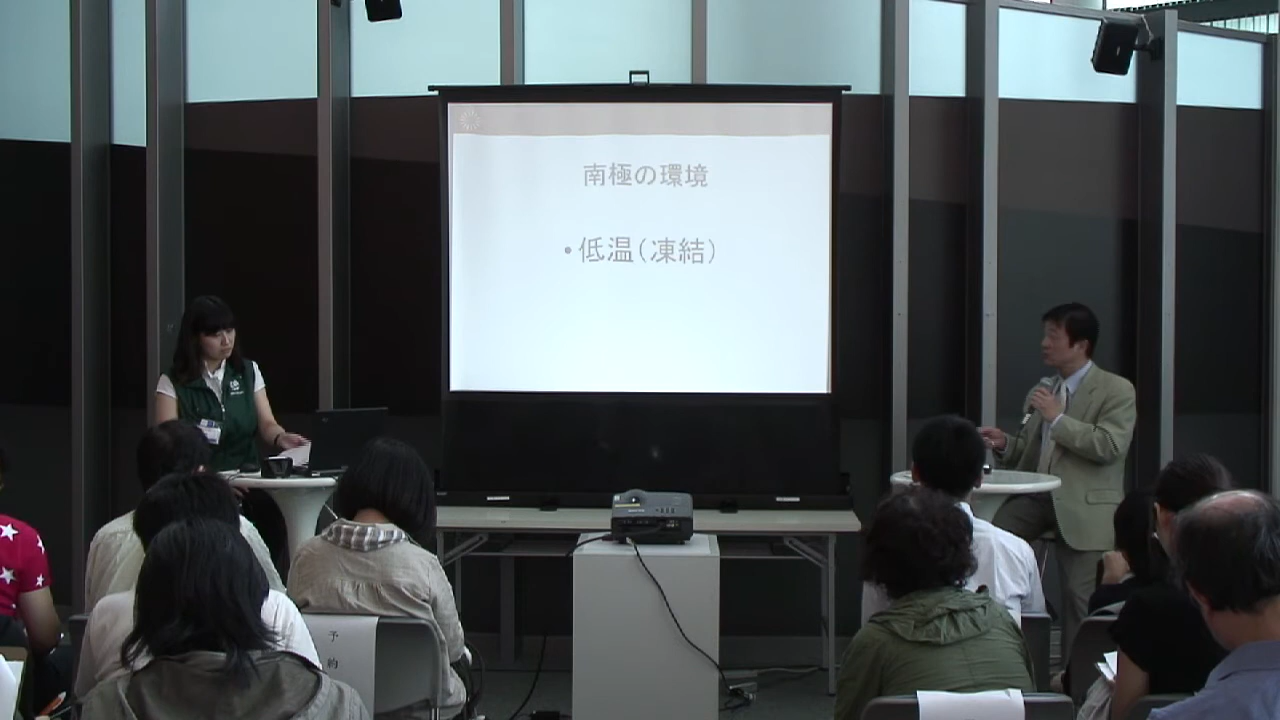 南極の環境
・低温（凍結）
予
約